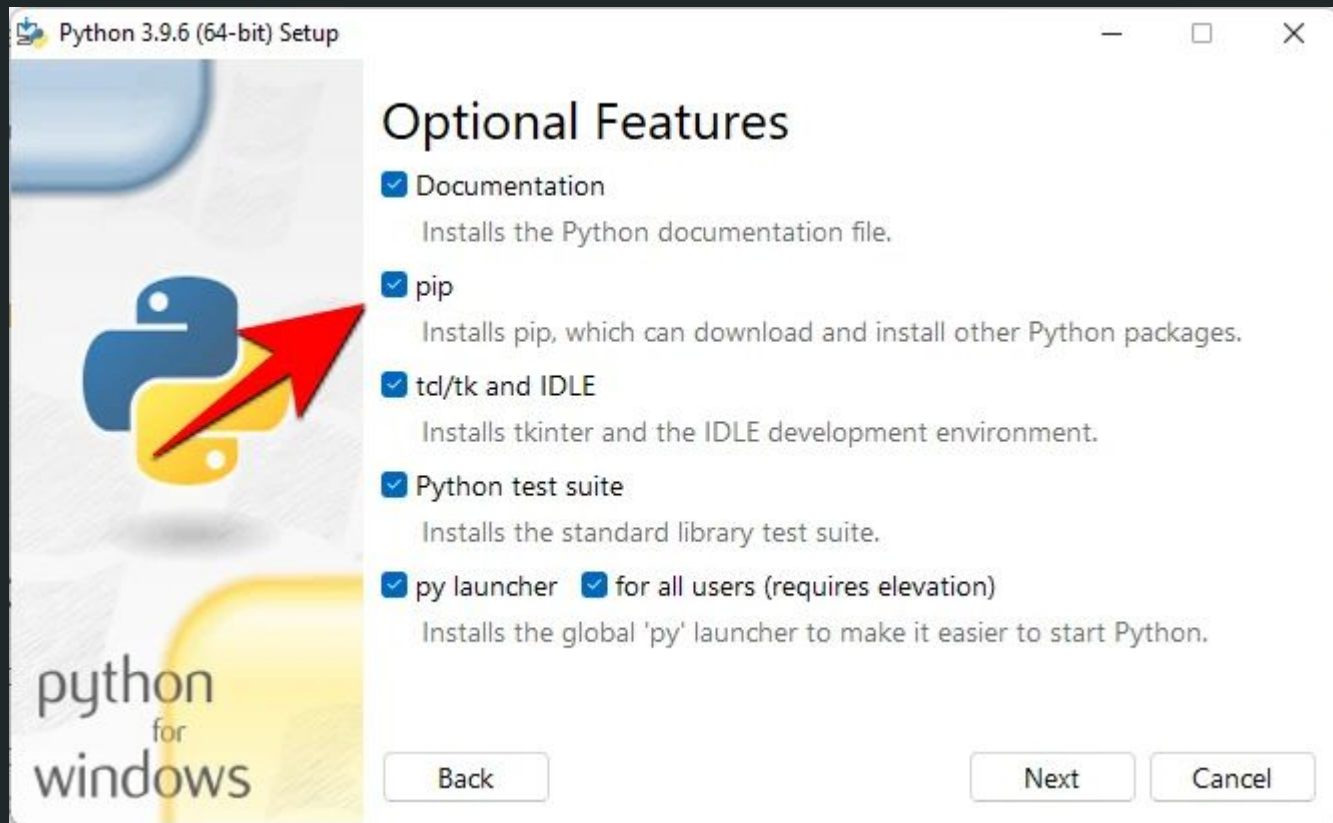 Python 3.9.6 (64-bit) Setup
Optional Features
Documentation
Installs the Python documentation file.
pip
Installs pip, which can download and install other Python packages.
tcl/tk and IDLE
Installs tkinter and the IDLE development environment.
Python test suite
Installs the standard library test suite.
py launcher for all users (requires elevation)
Installs the global 'py' launcher to make it easier to start Python.
python
for
windows
Back Next Cancel